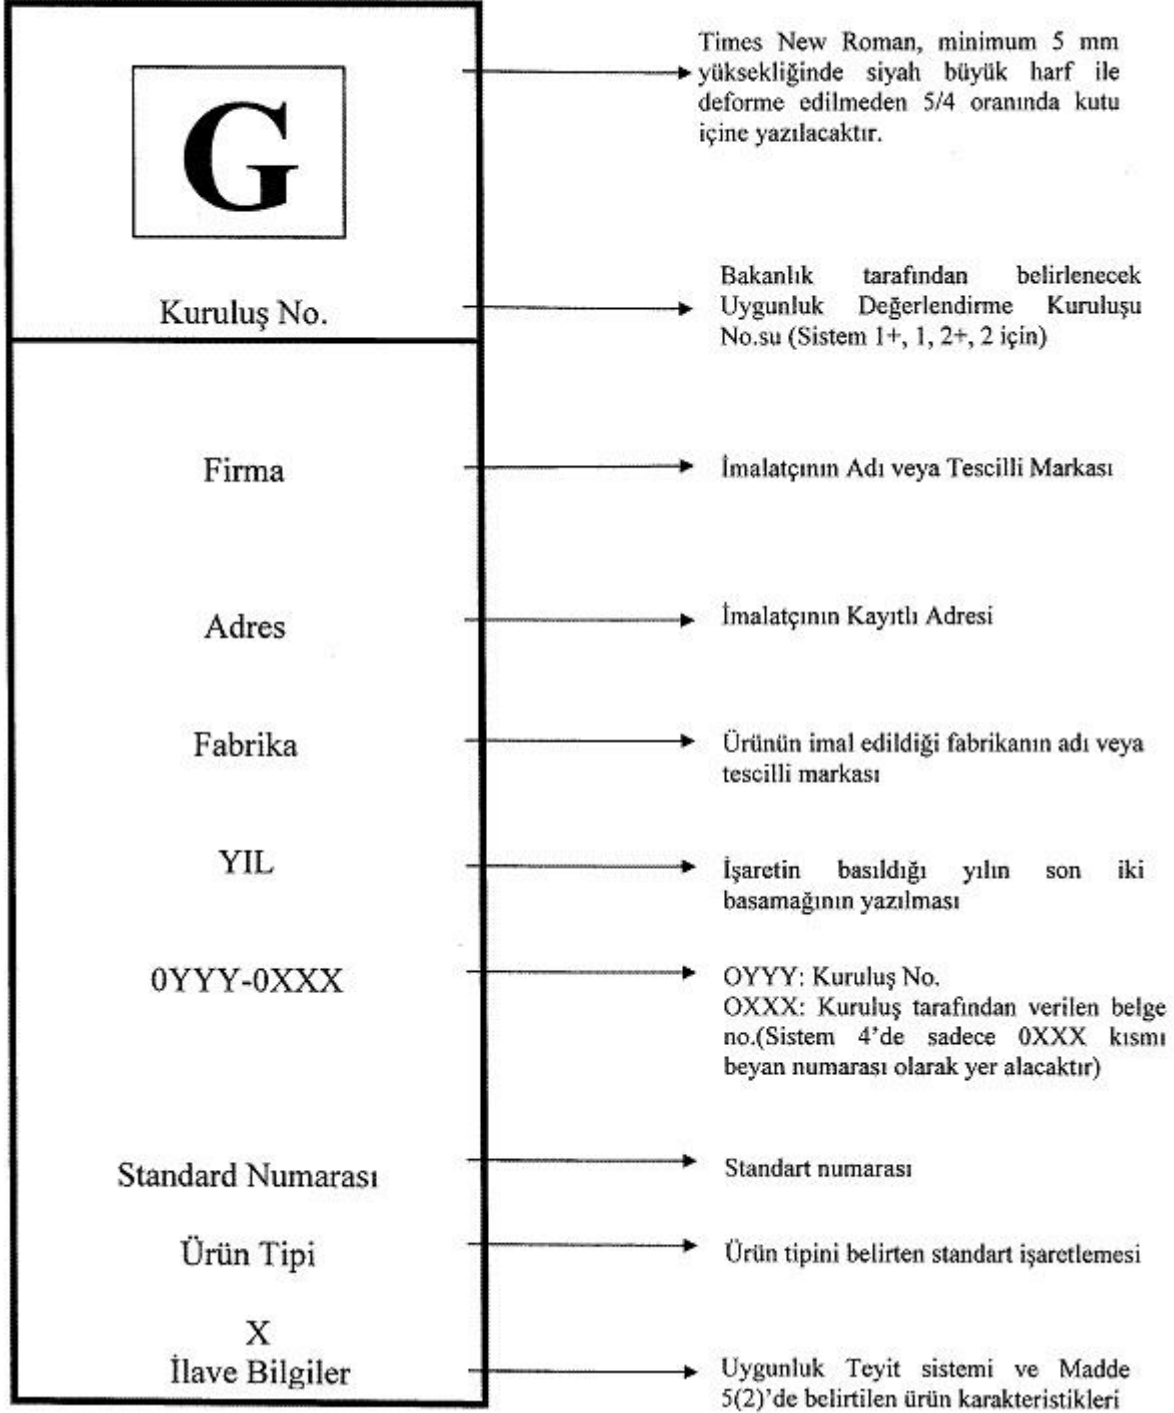 G
Times New Roman, minimum 5 mm
yüksekliğinde siyah büyük harf ile
deforme edilmeden 5/4 oranında kutu
içine yazılacaktır.
Kuruluş No.
Bakanlık tarafından belirlenecek
Uygunluk Değerlendirme Kuruluşu
No.su (Sistem 1+, 1, 2+, 2 için)
Firma
İmalatçının Adı veya Tescilli Markası
Adres
İmalatçının Kayıtlı Adresi
Fabrika
Ürünün imal edildiği fabrikanın adı veya
tescilli markası
YIL
İşaretin basıldığı yılın son iki
basamağının yazılması
0YYY-0XXX
OYYY: Kuruluş No.
OXXX: Kuruluş tarafından verilen belge
no.(Sistem 4’de sadece 0XXX kısmı
beyan numarası olarak yer alacaktır)
Standard Numarası
Standart numarası
Ürün Tipi
Ürün tipini belirten standart işaretlemesi
X
İlave Bilgiler
Uygunluk Teyit sistemi ve Madde
5(2)’de belirtilen ürün karakteristikleri